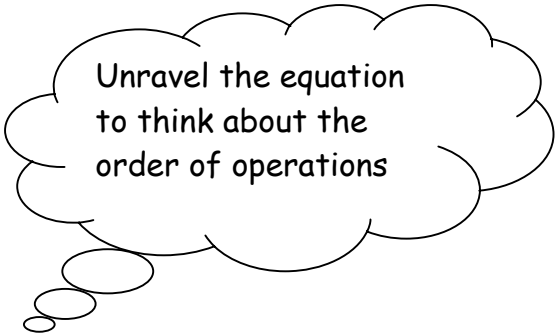 Unravel the equation
to think about the
order of operations